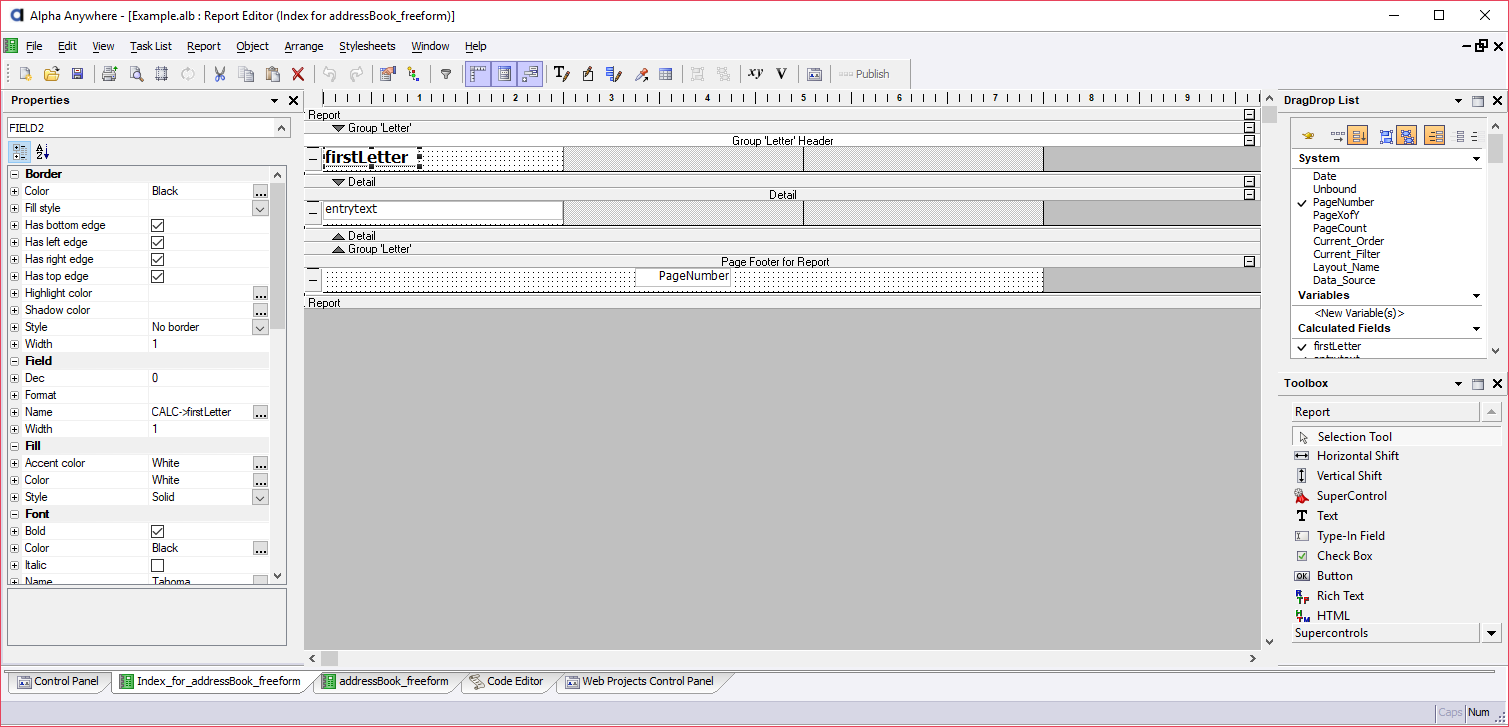 Alpha Anywhere - [Example.alb : Report Editor (Index for addressBook_freeform)]
File Edit View Task List Report Object Arrange Stylesheets Window Help
xy V Publish
Properties
FIELD2
Border
Color Black ...
Fill style
Has bottom edge
Has left edge
Has right edge
Has top edge
Highlight color ...
Shadow color ...
Style No border
Width 1
Field
Dec 0
Format
Name CALC->firstLetter ...
Width 1
Fill
Accent color White ...
Color White ...
Style Solid
Font
Bold
Color Black ...
Italic
Name Tahoma
1 2 3 4 5 6 7 8 9
Report
Group 'Letter'
Group 'Letter' Header
firstLetter
Detail
Detail
entrytext
Detail
Group 'Letter'
Page Footer for Report
PageNumber
Report
DragDrop List
System
Date
Unbound
PageNumber
PageXofY
PageCount
Current_Order
Current_Filter
Layout_Name
Data_Source
Variables
<New Variable(s)>
Calculated Fields
firstLetter
entrytext
Toolbox
Report
Selection Tool
Horizontal Shift
Vertical Shift
SuperControl
Text
Type-In Field
Check Box
Button
Rich Text
HTML
Supercontrols
Control Panel Index_for_addressBook_freeform addressBook_freeform Code Editor Web Projects Control Panel
Caps Num